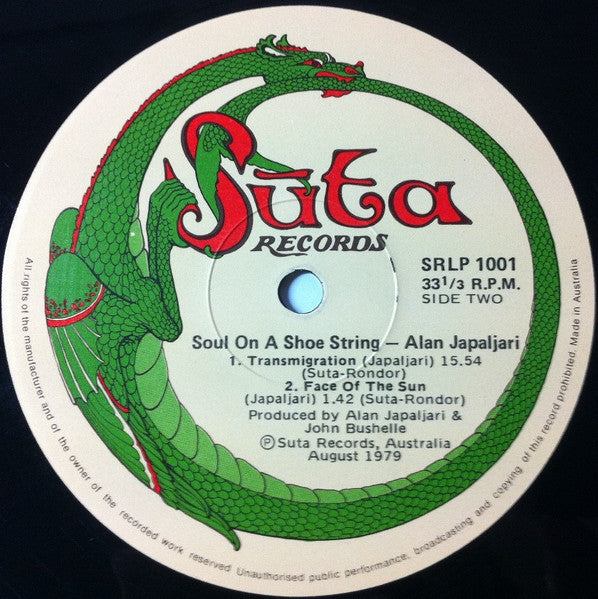 Sūta
RECORDS
SRLP 1001
33 1/3 R.P.M.
SIDE TWO
Soul On A Shoe String – Alan Japaljari
1. Transmigration (Japaljari) 15.54
(Suta-Rondor)
2. Face Of The Sun
(Japaljari) 1.42 (Suta-Rondor)
Produced by Alan Japaljari &
John Bushelle
Ⓟ Suta Records, Australia
August 1979
All rights of the manufacturer and of the owner of the recorded work reserved Unauthorised public performance, broadcasting and copying of this record prohibited. Made in Australia